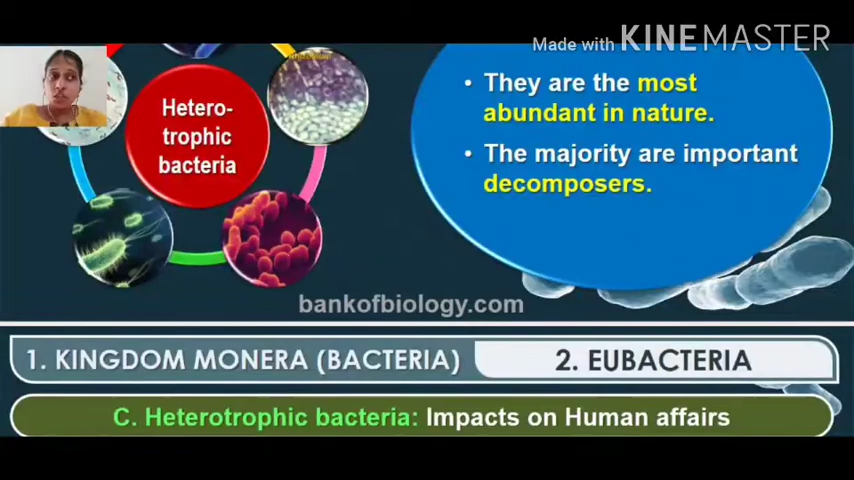 Made with KINEMASTER
Hetero-
trophic
bacteria
• They are the most
abundant in nature.
• The majority are important
decomposers.
bankofbiology.com
1. KINGDOM MONERA (BACTERIA)
2. EUBACTERIA
C. Heterotrophic bacteria: Impacts on Human affairs